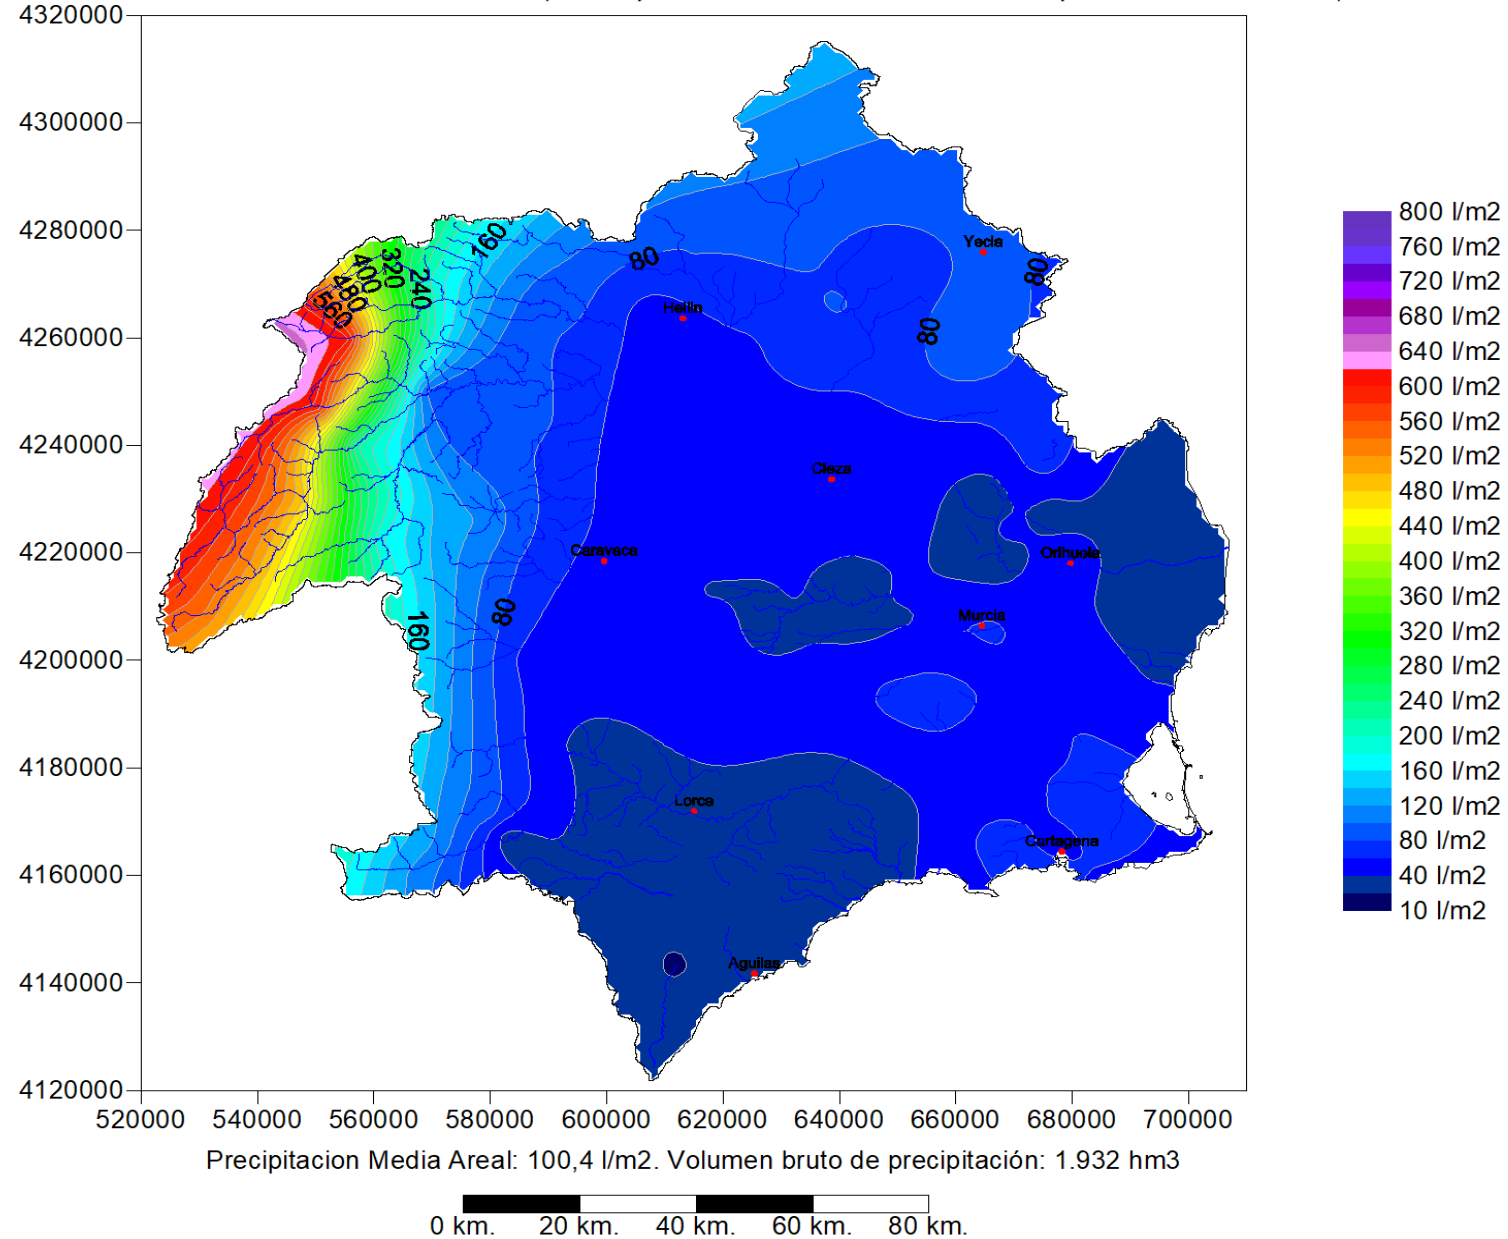 4320000
4300000
4280000
4260000
4240000
4220000
4200000
4180000
4160000
4140000
4120000
520000 540000 560000 580000 600000 620000 640000 660000 680000 700000
160
80
320
400
240
480
560
80
80
80
160
Yecla
Hellin
Cieza
Caravaca
Orihuela
Murcia
Lorca
Cartagena
Aguilas
800 l/m2
760 l/m2
720 l/m2
680 l/m2
640 l/m2
600 l/m2
560 l/m2
520 l/m2
480 l/m2
440 l/m2
400 l/m2
360 l/m2
320 l/m2
280 l/m2
240 l/m2
200 l/m2
160 l/m2
120 l/m2
80 l/m2
40 l/m2
10 l/m2
Precipitacion Media Areal: 100,4 l/m2. Volumen bruto de precipitación: 1.932 hm3
0 km. 20 km. 40 km. 60 km. 80 km.